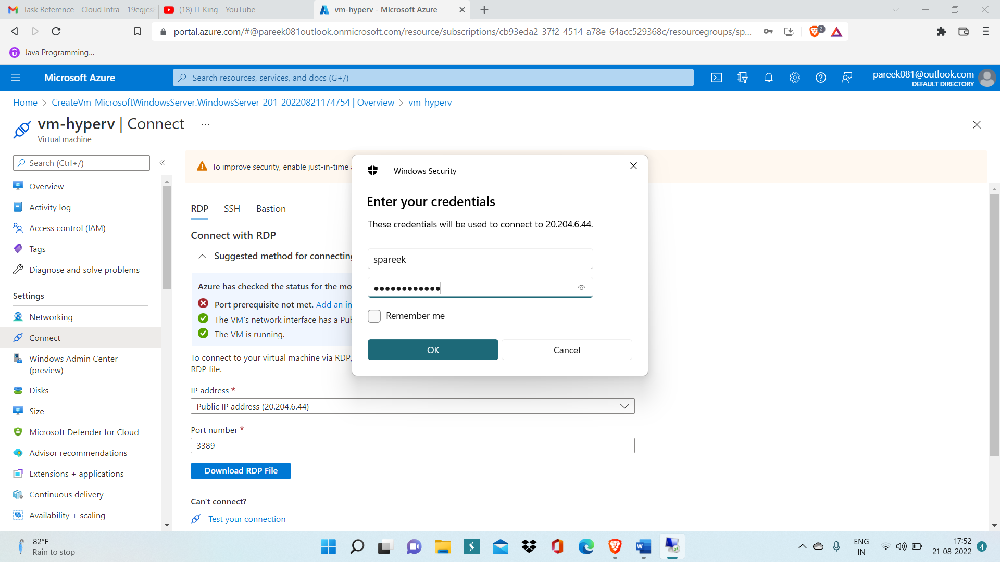 Task Reference - Cloud Infra - 19egjcs
(18) IT King - YouTube
vm-hyperv - Microsoft Azure
portal.azure.com/#@pareek081outlook.onmicrosoft.com/resource/subscriptions/cb93eda2-37f2-4514-a78e-64acc529368c/resourcegroups/sp...
2
Java Programming...
Microsoft Azure
Search resources, services, and docs (G+/)
pareek081@outlook.com
DEFAULT DIRECTORY
Home > CreateVm-MicrosoftWindowsServer.WindowsServer-201-20220821174754 | Overview > vm-hyperv
vm-hyperv | Connect ...
Virtual machine
Search (Ctrl+/)
«
Overview
Activity log
Access control (IAM)
Tags
Diagnose and solve problems
Settings
Networking
Connect
Windows Admin Center
(preview)
Disks
Size
Microsoft Defender for Cloud
Advisor recommendations
Extensions + applications
Continuous delivery
Availability + scaling
To improve security, enable just-in-time
RDP
SSH
Bastion
Connect with RDP
Suggested method for connecting
Azure has checked the status for the mo
Port prerequisite not met. Add an in
The VM's network interface has a Pub
The VM is running.
To connect to your virtual machine via RDP,
RDP file.
IP address *
Public IP address (20.204.6.44)
Port number *
3389
Download RDP File
Can't connect?
Test your connection
Windows Security
Enter your credentials
These credentials will be used to connect to 20.204.6.44.
spareek
●●●●●●●●●●●●
Remember me
OK
Cancel
82°F
Rain to stop
ENG
IN
17:52
21-08-2022
4